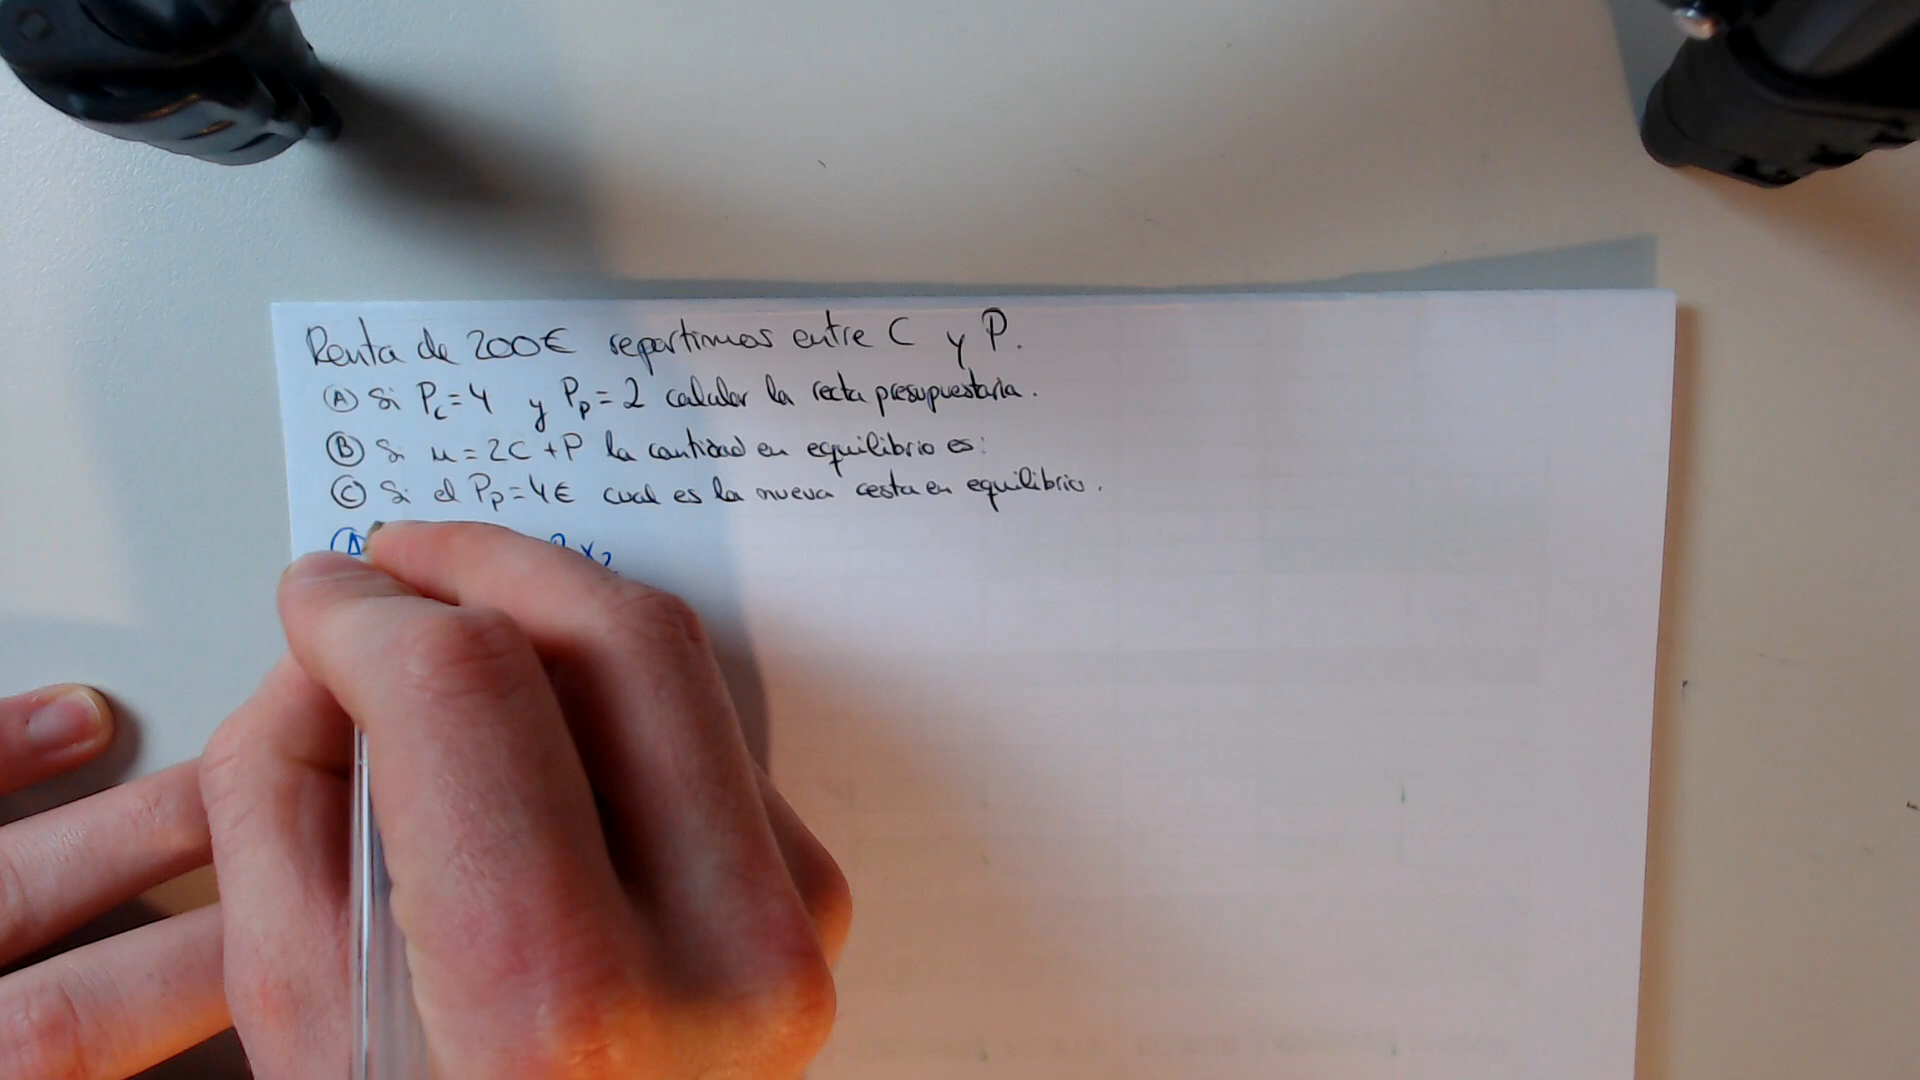 Renta de 200€ repartimos entre C y P.
Ⓐ Si Pc=4 y Pp=2 calcular la recta presupuestaria.
Ⓑ Si u=2C+P la cantidad en equilibrio es:
Ⓒ Si el Pp=4€ cual es la nueva cesta en equilibrio.
Ⓐ x2